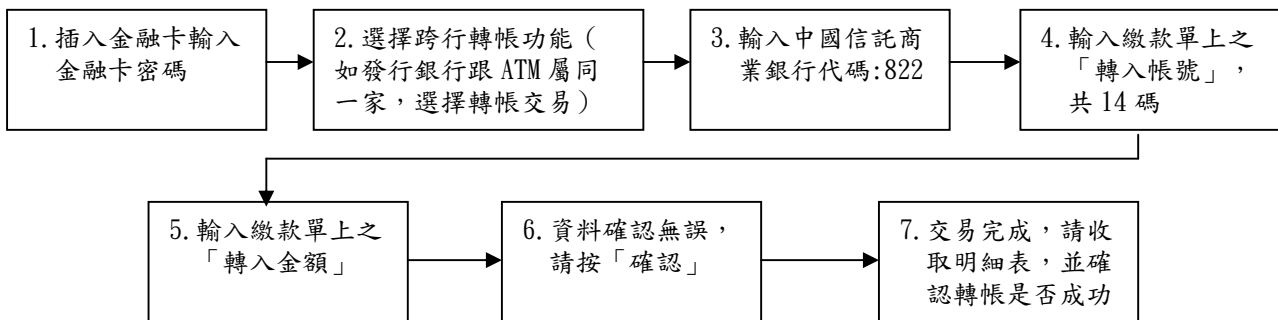 1.插入金融卡輸入
金融卡密碼
2.選擇跨行轉帳功能（
如發行銀行跟 ATM 屬同
一家，選擇轉帳交易）
3.輸入中國信託商
業銀行代碼:822
4.輸入繳款單上之
「轉入帳號」，
共 14 碼
5.輸入繳款單上之
「轉入金額」
6.資料確認無誤，
請按「確認」
7.交易完成，請收
取明細表，並確
認轉帳是否成功